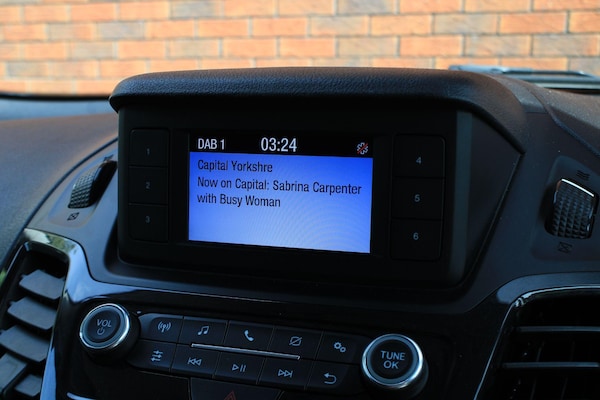 DAB 1 03:24
Capital Yorkshre
Now on Capital: Sabrina Carpenter
with Busy Woman
1 4
2 5
3 6
VOL
TUNE
OK